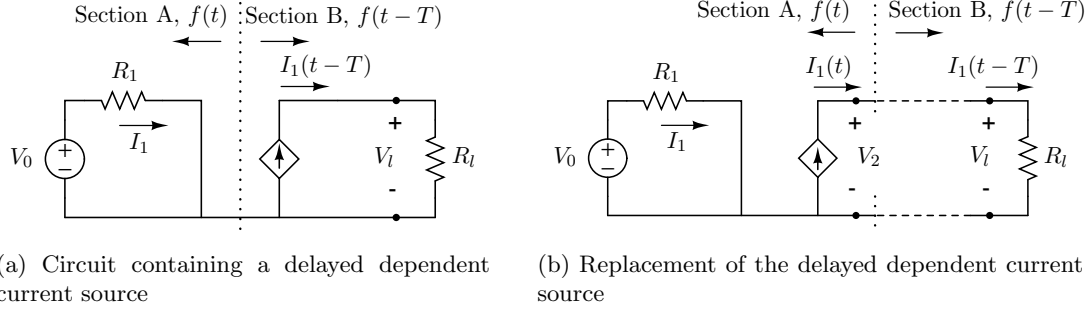 Section A, f(t)
Section B, f(t − T)
I₁(t − T)
R₁
I₁
V₀
+
−
+
Vₗ
-
Rₗ
Section A, f(t)
Section B, f(t − T)
I₁(t)
I₁(t − T)
R₁
I₁
V₀
+
−
+
V₂
-
+
Vₗ
-
Rₗ
(a) Circuit containing a delayed dependent
current source
(b) Replacement of the delayed dependent current
source